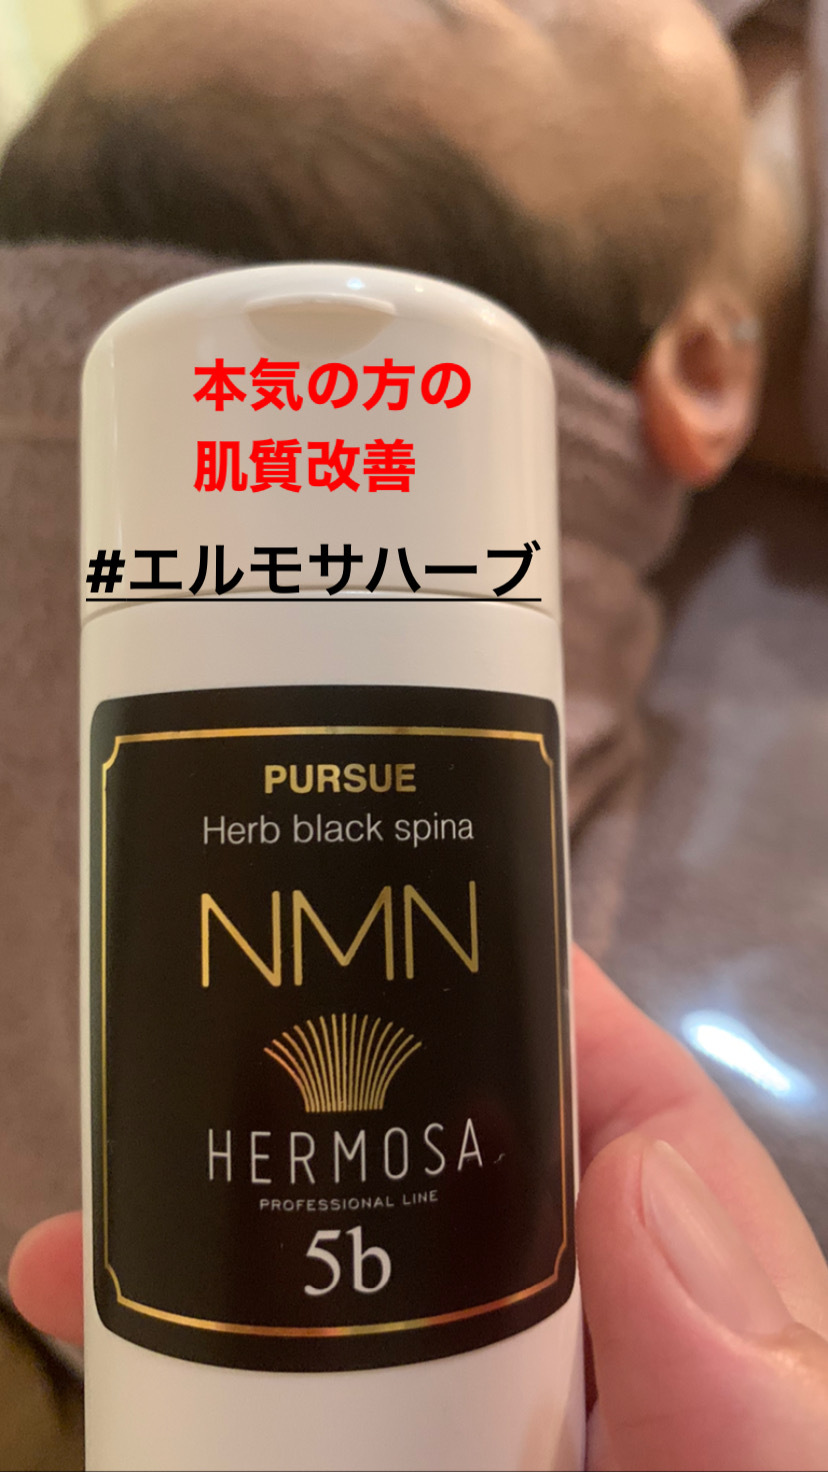 本気の方の
肌質改善
#エルモサハーブ
PURSUE
Herb black spina
NMN
HERMOSA
PROFESSIONAL LINE
5b